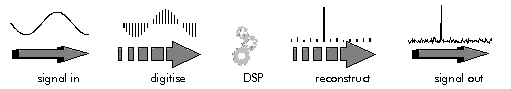 signal in
digitise
DSP
reconstruct
signal out